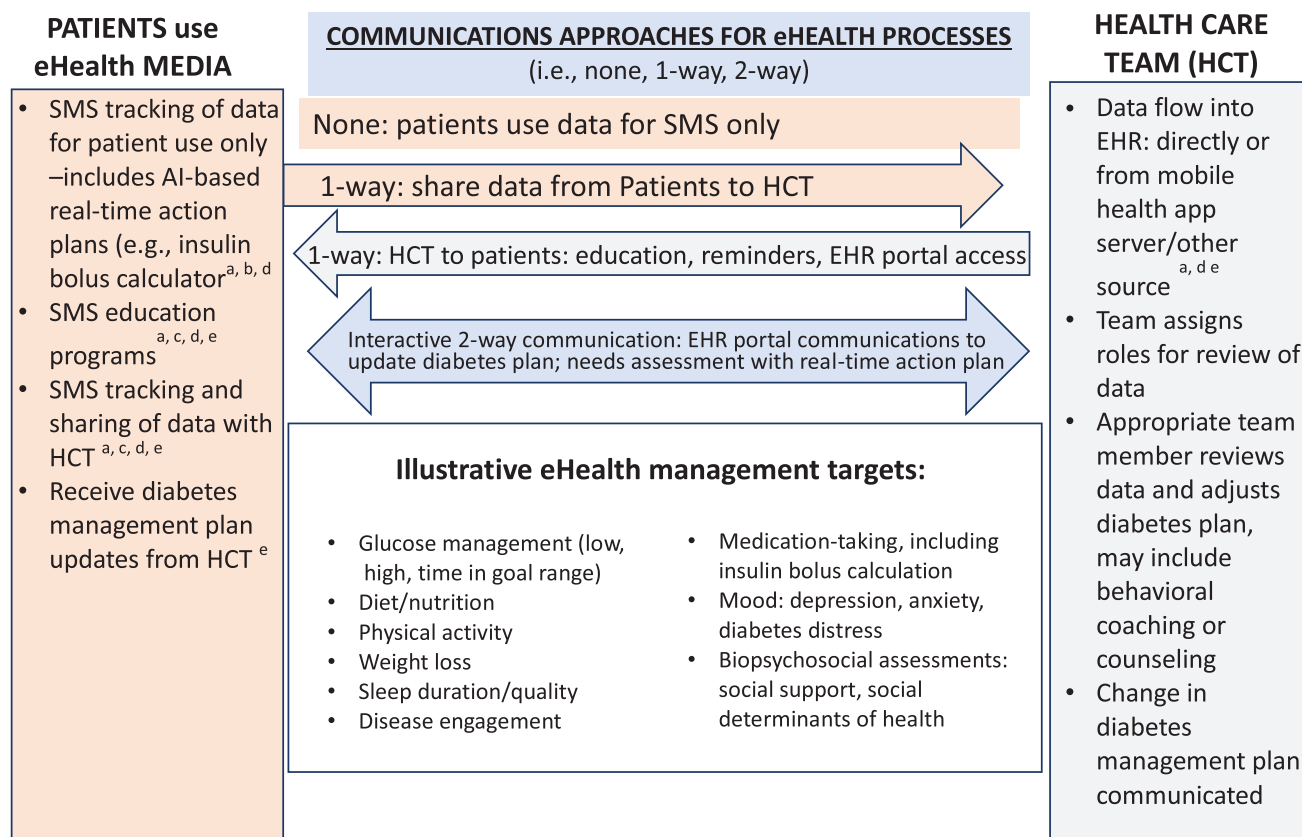 PATIENTS use
eHealth MEDIA
• SMS tracking of data
for patient use only
–includes AI-based
real-time action
plans (e.g., insulin
bolus calculatora, b, d
• SMS education
programs a, c, d, e
• SMS tracking and
sharing of data with
HCT a, c, d, e
• Receive diabetes
management plan
updates from HCT e
COMMUNICATIONS APPROACHES FOR eHEALTH PROCESSES
(i.e., none, 1-way, 2-way)
None: patients use data for SMS only
1-way: share data from Patients to HCT
1-way: HCT to patients: education, reminders, EHR portal access
Interactive 2-way communication: EHR portal communications to
update diabetes plan; needs assessment with real-time action plan
Illustrative eHealth management targets:
• Glucose management (low,
high, time in goal range)
• Diet/nutrition
• Physical activity
• Weight loss
• Sleep duration/quality
• Disease engagement
• Medication-taking, including
insulin bolus calculation
• Mood: depression, anxiety,
diabetes distress
• Biopsychosocial assessments:
social support, social
determinants of health
HEALTH CARE
TEAM (HCT)
• Data flow into
EHR: directly or
from mobile
health app
server/other
source a, d e
• Team assigns
roles for review of
data
• Appropriate team
member reviews
data and adjusts
diabetes plan,
may include
behavioral
coaching or
counseling
• Change in
diabetes
management plan
communicated